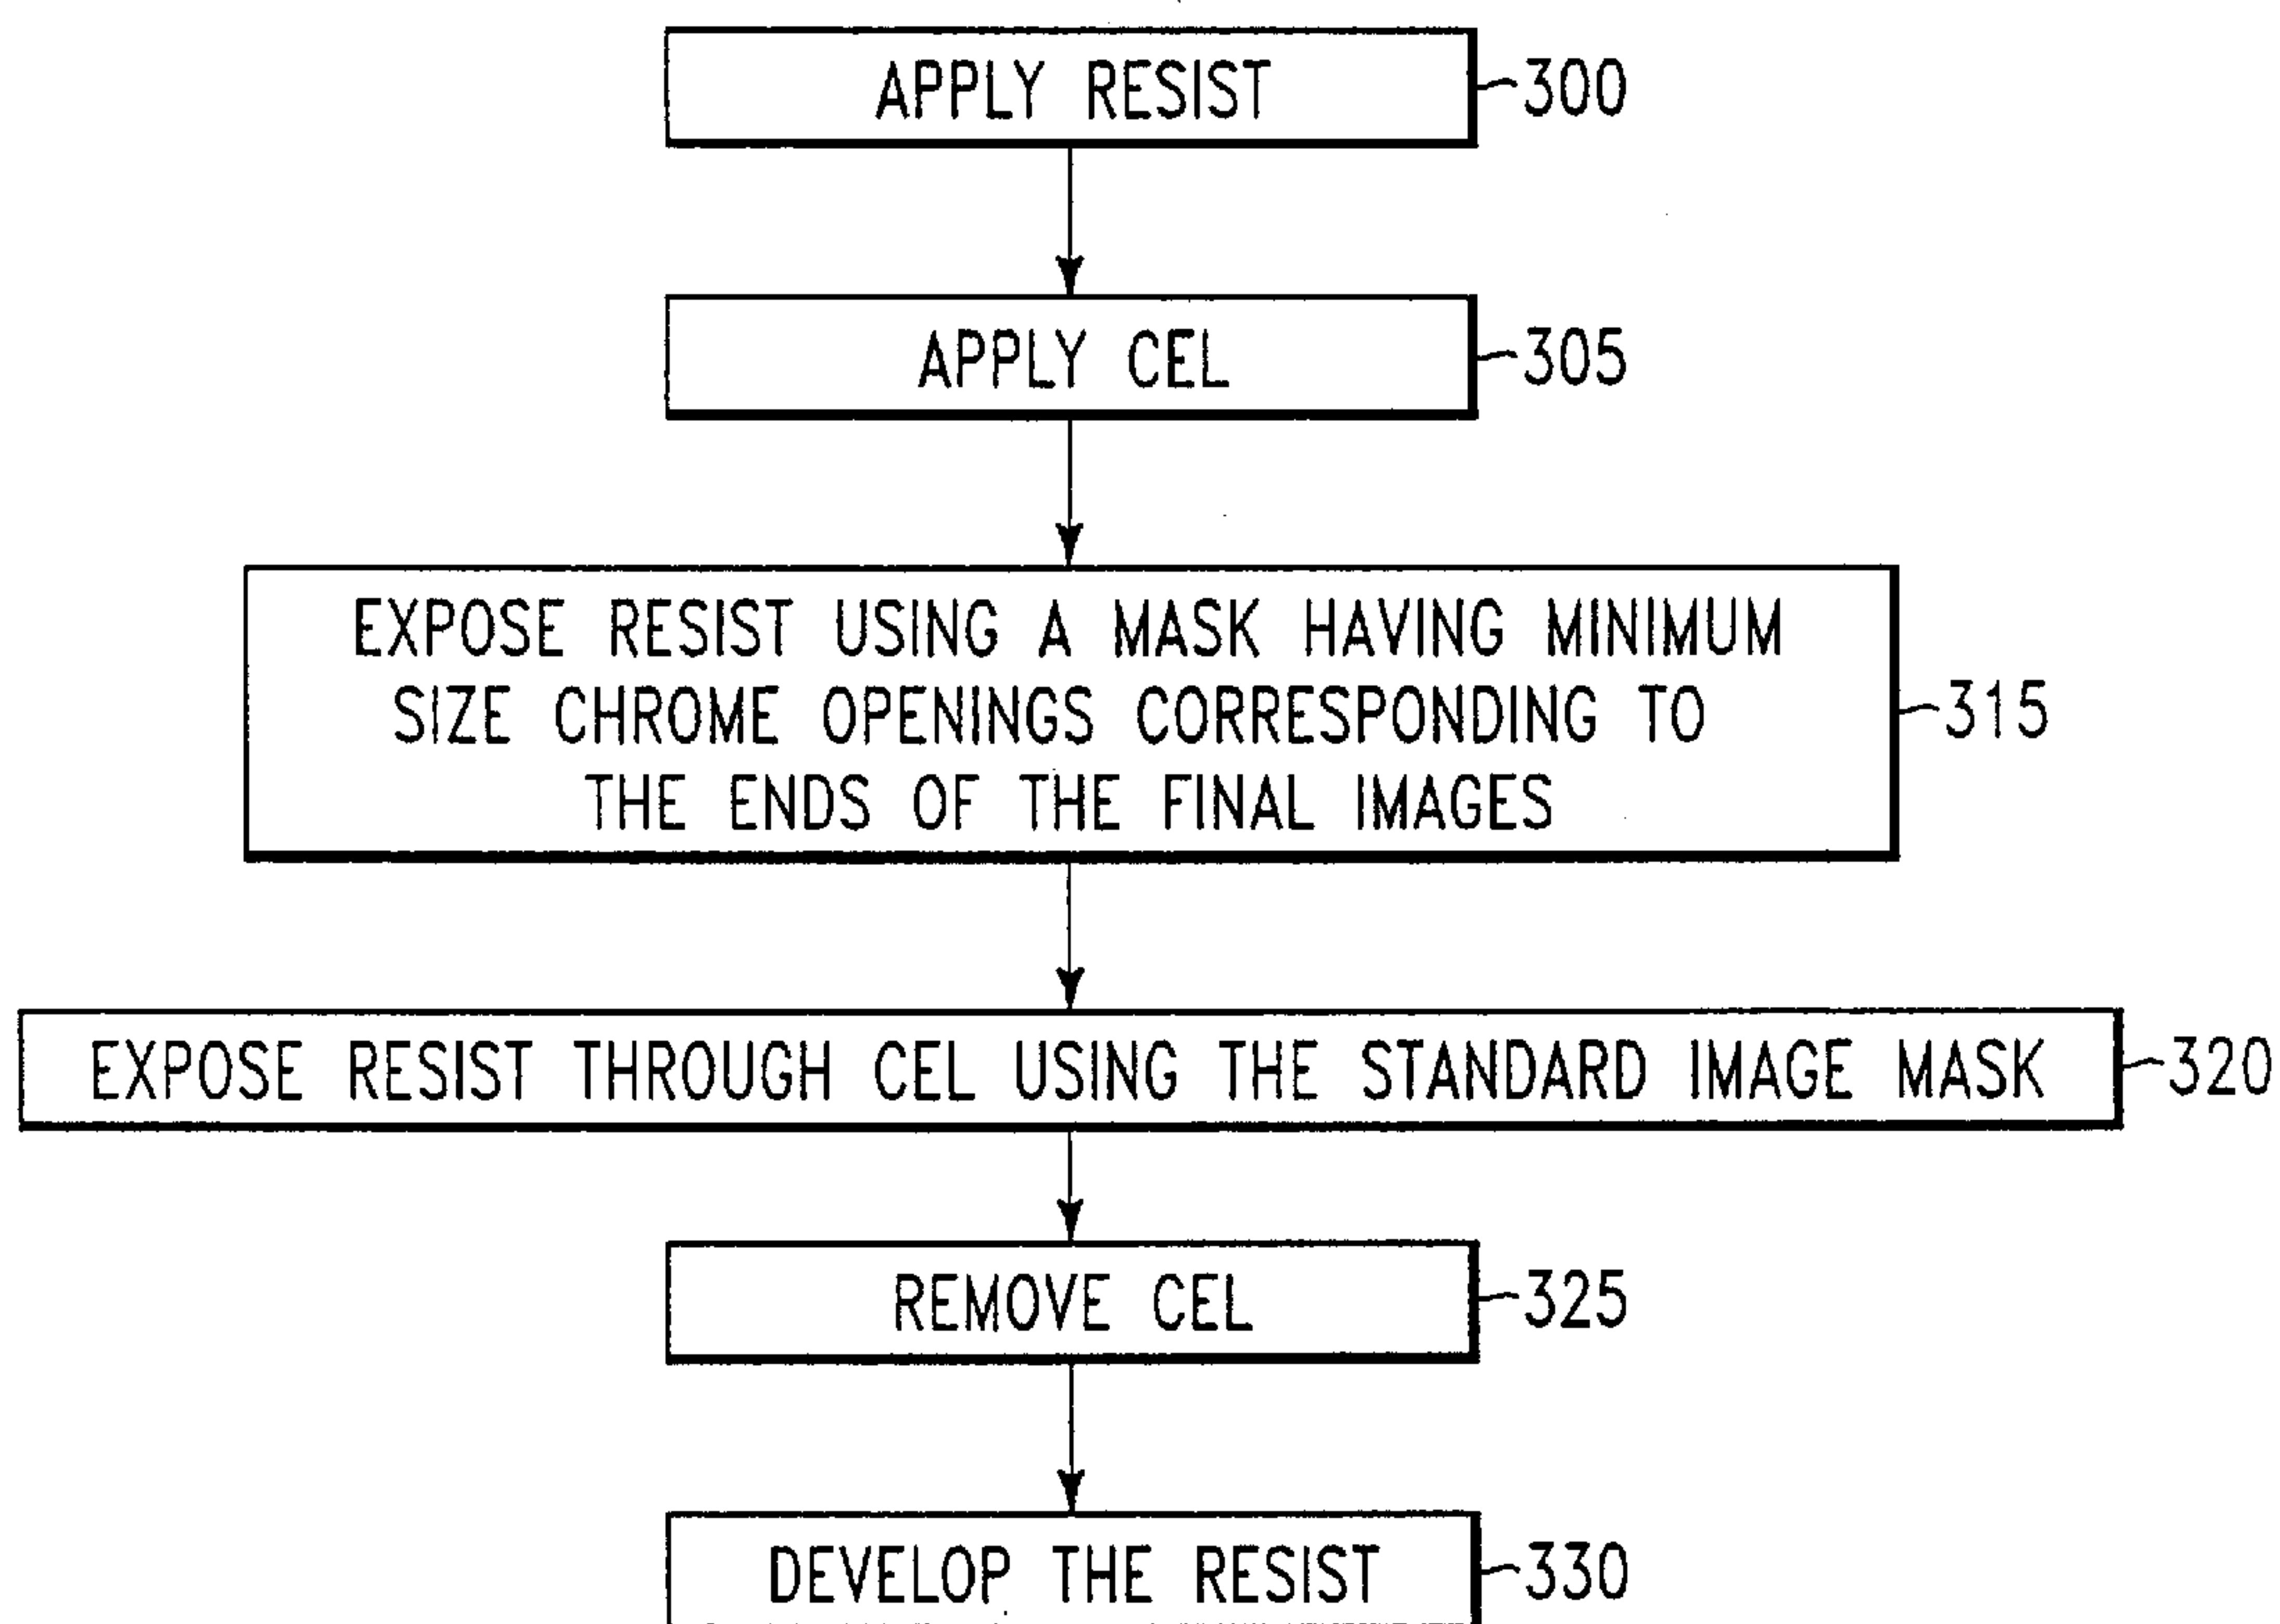 APPLY RESIST
300
APPLY CEL
305
EXPOSE RESIST USING A MASK HAVING MINIMUM
SIZE CHROME OPENINGS CORRESPONDING TO
THE ENDS OF THE FINAL IMAGES
315
EXPOSE RESIST THROUGH CEL USING THE STANDARD IMAGE MASK
320
REMOVE CEL
325
DEVELOP THE RESIST
330